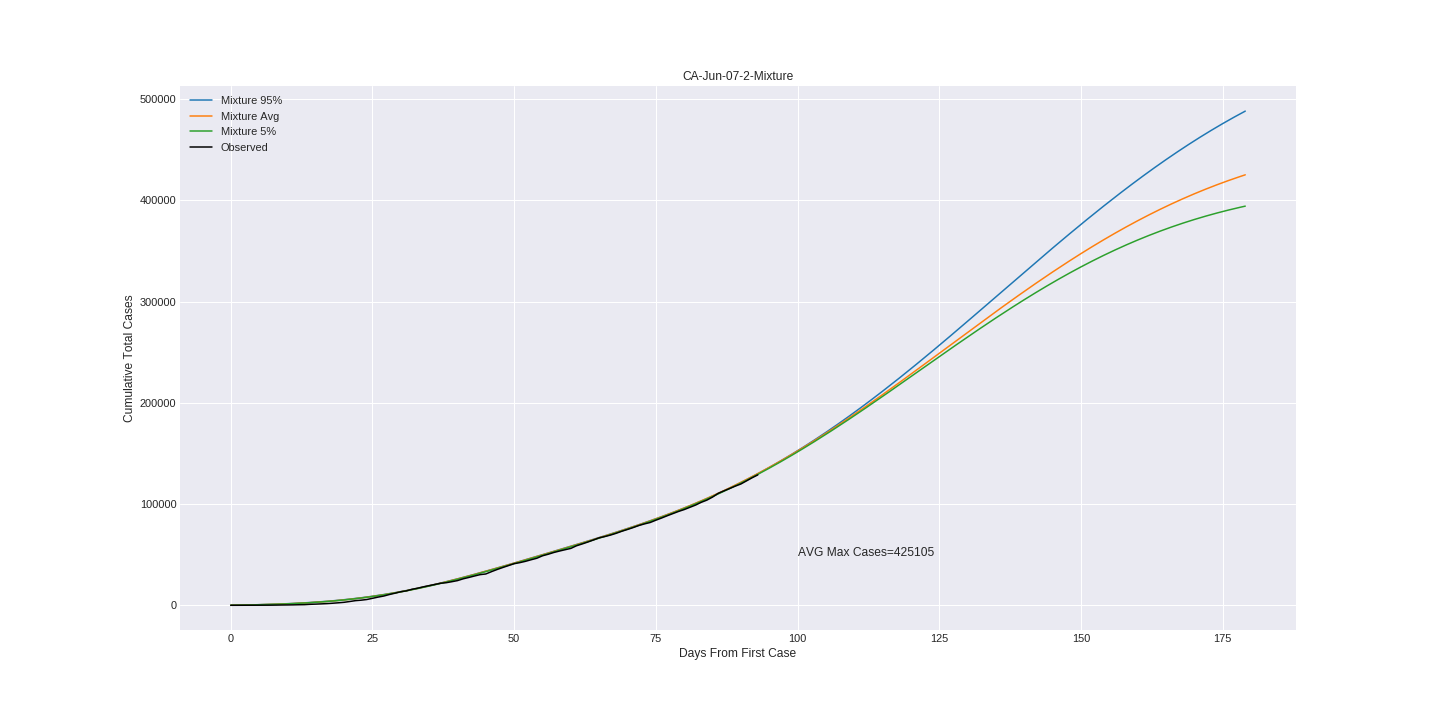 CA-Jun-07-2-Mixture
Mixture 95%
Mixture Avg
Mixture 5%
Observed
500000
400000
300000
200000
100000
0
Cumulative Total Cases
AVG Max Cases=425105
0 25 50 75 100 125 150 175
Days From First Case